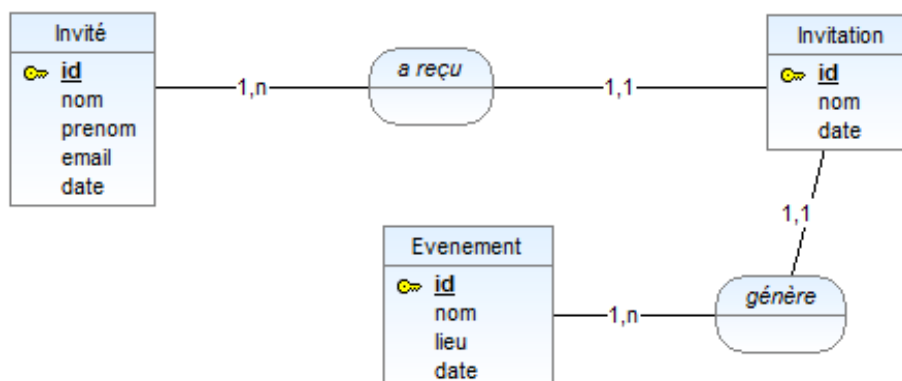 Invité
id
nom
prenom
email
date
1,n
a reçu
1,1
Invitation
id
nom
date
1,1
Evenement
id
nom
lieu
date
1,n
génère